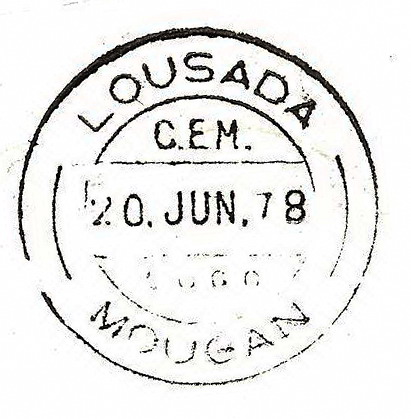 LOUSADA
C.E.M.
20. JUN. 78
MOUGAN